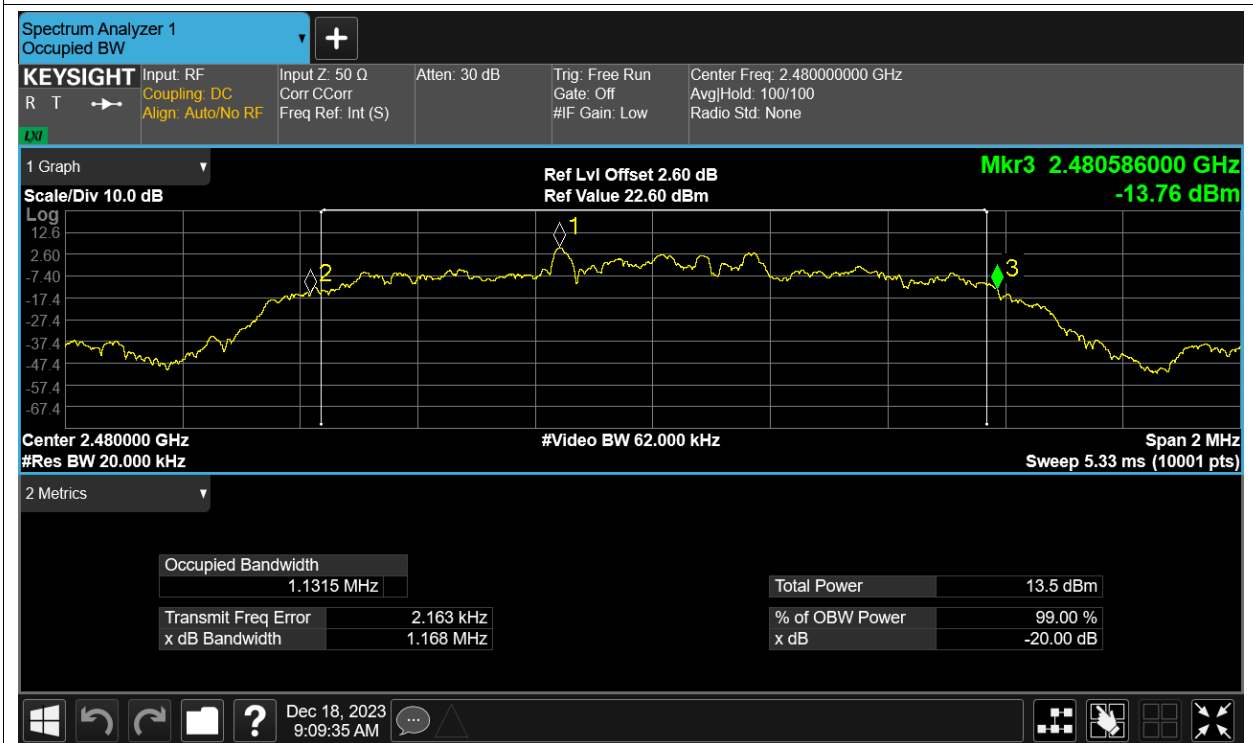 Spectrum Analyzer 1
Occupied BW
KEYSIGHT
R T
LXI
Input: RF
Coupling: DC
Align: Auto/No RF
Input Z: 50 Ω
Corr CCorr
Freq Ref: Int (S)
Atten: 30 dB
Trig: Free Run
Gate: Off
#IF Gain: Low
Center Freq: 2.480000000 GHz
Avg|Hold: 100/100
Radio Std: None
1 Graph
Scale/Div 10.0 dB
Ref Lvl Offset 2.60 dB
Ref Value 22.60 dBm
Mkr3 2.480586000 GHz
-13.76 dBm
Log
12.6
2.60
-7.40
-17.4
-27.4
-37.4
-47.4
-57.4
-67.4
1
2
3
Center 2.480000 GHz
#Video BW 62.000 kHz
Span 2 MHz
#Res BW 20.000 kHz
Sweep 5.33 ms (10001 pts)
2 Metrics
Occupied Bandwidth
1.1315 MHz
Total Power 13.5 dBm
Transmit Freq Error 2.163 kHz
% of OBW Power 99.00 %
x dB Bandwidth 1.168 MHz
x dB -20.00 dB
?
Dec 18, 2023
9:09:35 AM